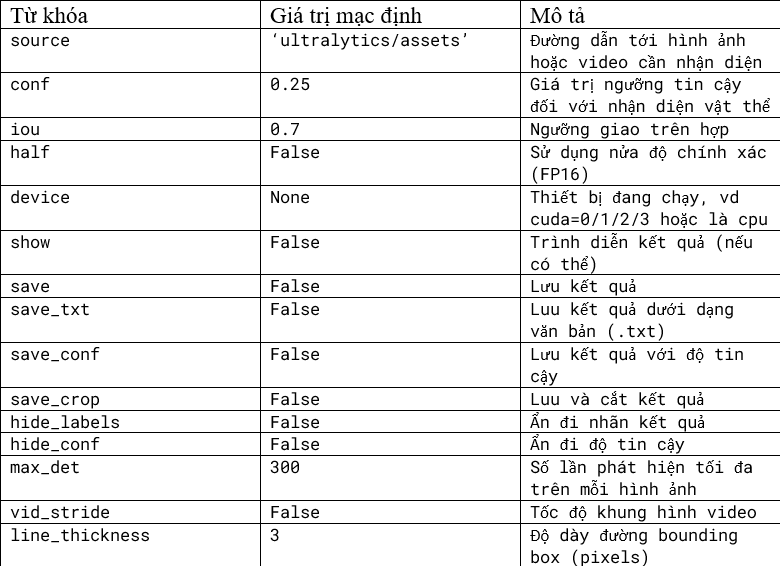 Từ khóa Giá trị mạc định Mô tả
source ‘ultralytics/assets’ Đường dẫn tới hình ảnh
hoặc video cần nhận diện
conf 0.25 Giá trị ngưỡng tin cậy
đối với nhận diện vật thể
iou 0.7 Ngưỡng giao trên hợp
half False Sử dụng nửa độ chính xác
(FP16)
device None Thiết bị đang chạy, vd
cuda=0/1/2/3 hoặc là cpu
show False Trình diễn kết quả (nếu
có thể)
save False Lưu kết quả
save_txt False Luu kết quả dưới dạng
văn bản (.txt)
save_conf False Lưu kết quả với độ tin
cậy
save_crop False Luu và cắt kết quả
hide_labels False Ẩn đi nhãn kết quả
hide_conf False Ẩn đi độ tin cậy
max_det 300 Số lần phát hiện tối đa
trên mỗi hình ảnh
vid_stride False Tốc độ khung hình video
line_thickness 3 Độ dày đường bounding
box (pixels)